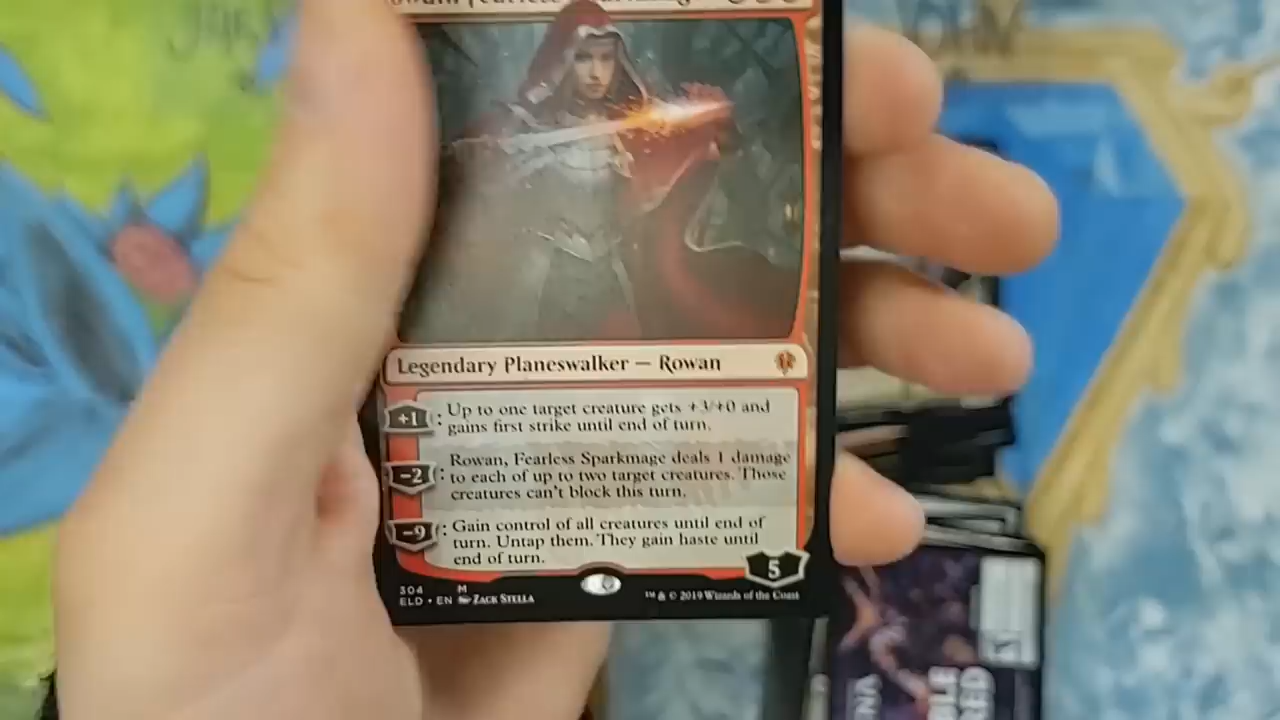 Legendary Planeswalker — Rowan
+1 : Up to one target creature gets +3/+0 and
gains first strike until end of turn.
Rowan, Fearless Sparkmage deals 1 damage
−2 : to each of up to two target creatures. Those
creatures can't block this turn.
−9 : Gain control of all creatures until end of
turn. Untap them. They gain haste until
end of turn.
5
304 M
ELD • EN ZACK STELLA
™ & © 2019 Wizards of the Coast